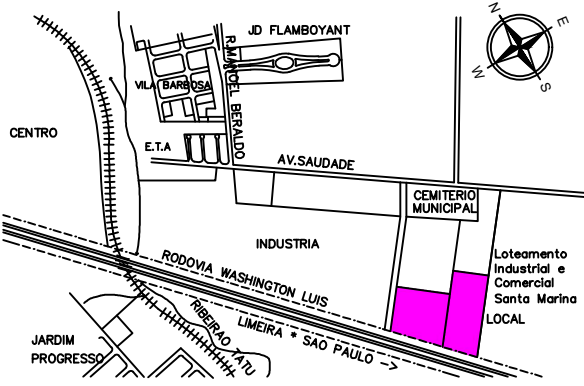 N
E
S
W
JD FLAMBOYANT
R.MANOEL BERALDO
VILA BARBOSA
CENTRO
E.T.A
AV.SAUDADE
CEMITERIO
MUNICIPAL
INDUSTRIA
RODOVIA WASHINGTON LUIS
Loteamento
Industrial e
Comercial
Santa Marina
LOCAL
LIMEIRA * SAO PAULO ->
RIBEIRAO TATU
JARDIM
PROGRESSO